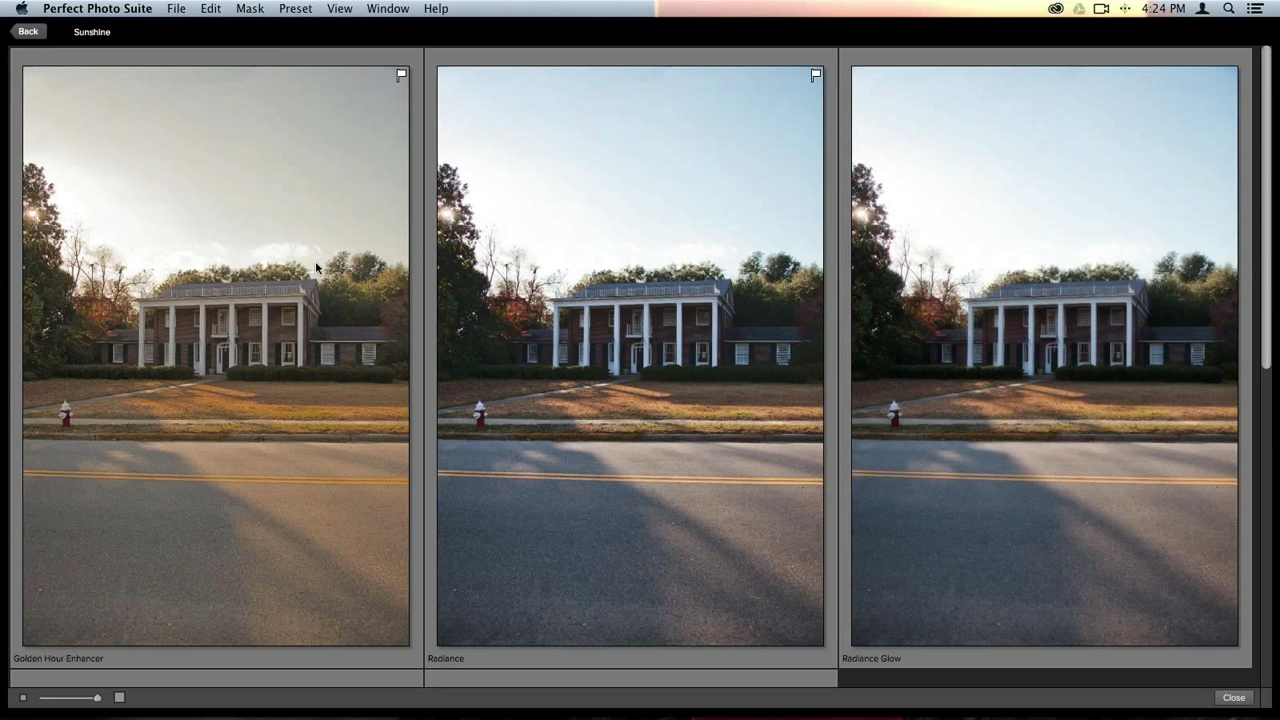 Perfect Photo Suite File Edit Mask Preset View Window Help 4:24 PM
Back Sunshine
Golden Hour Enhancer Radiance Radiance Glow
Close